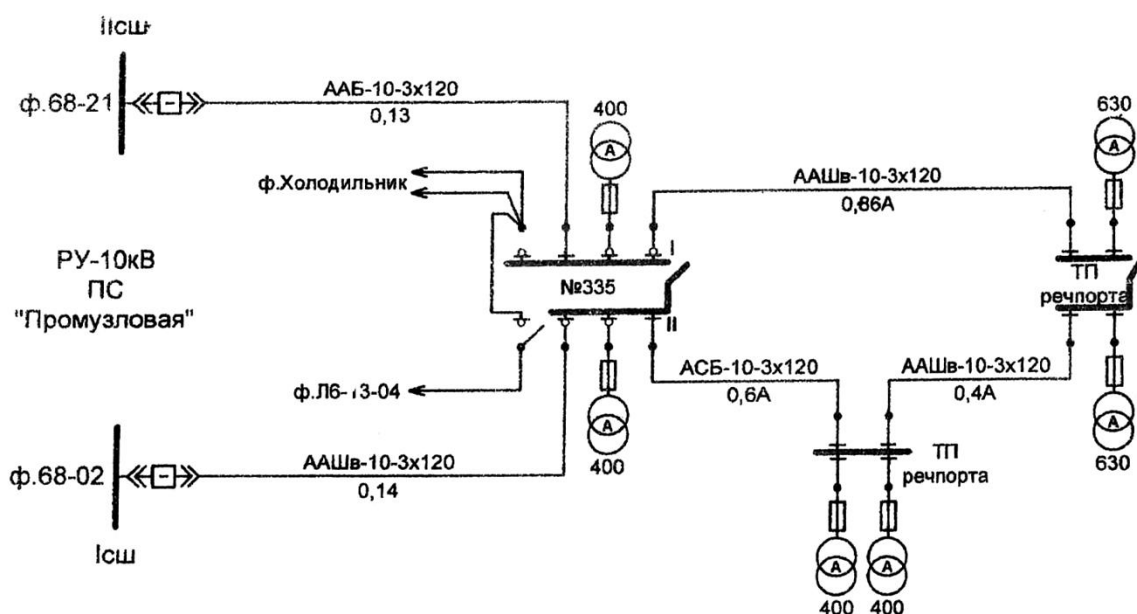 IIсш
ф.68-21
ААБ-10-3х120
0,13
400
А
630
А
ф.Холодильник
ААШв-10-3х120
0,86А
РУ-10кВ
ПС
"Промузловая"
I
№335
II
ТП
речпорта
АСБ-10-3х120
0,6А
ААШв-10-3х120
0,4А
ф.Л6-13-04
А
400
А
630
ф.68-02
ААШв-10-3х120
0,14
ТП
речпорта
Iсш
А
А
400
400